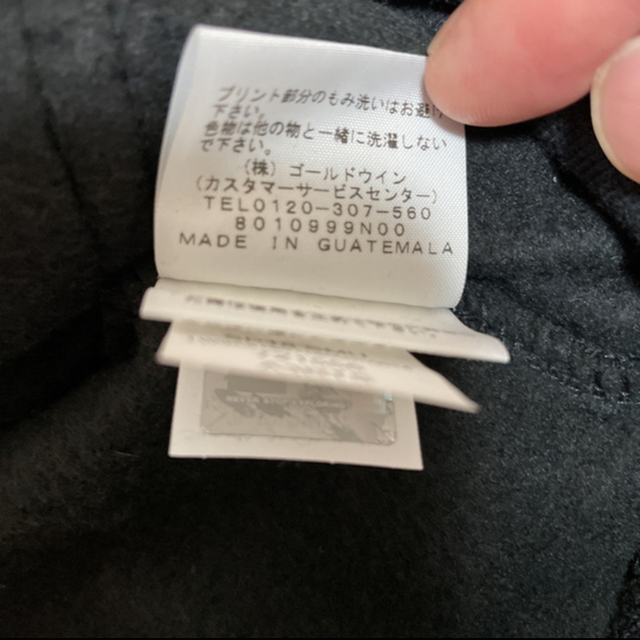 プリント部分のもみ洗いはお避け
下さい。
色物は他の物と一緒に洗濯しない
で下さい。
(株) ゴールドウイン
(カスタマーサービスセンター)
TEL0120-307-560
8010999N00
MADE IN GUATEMALA